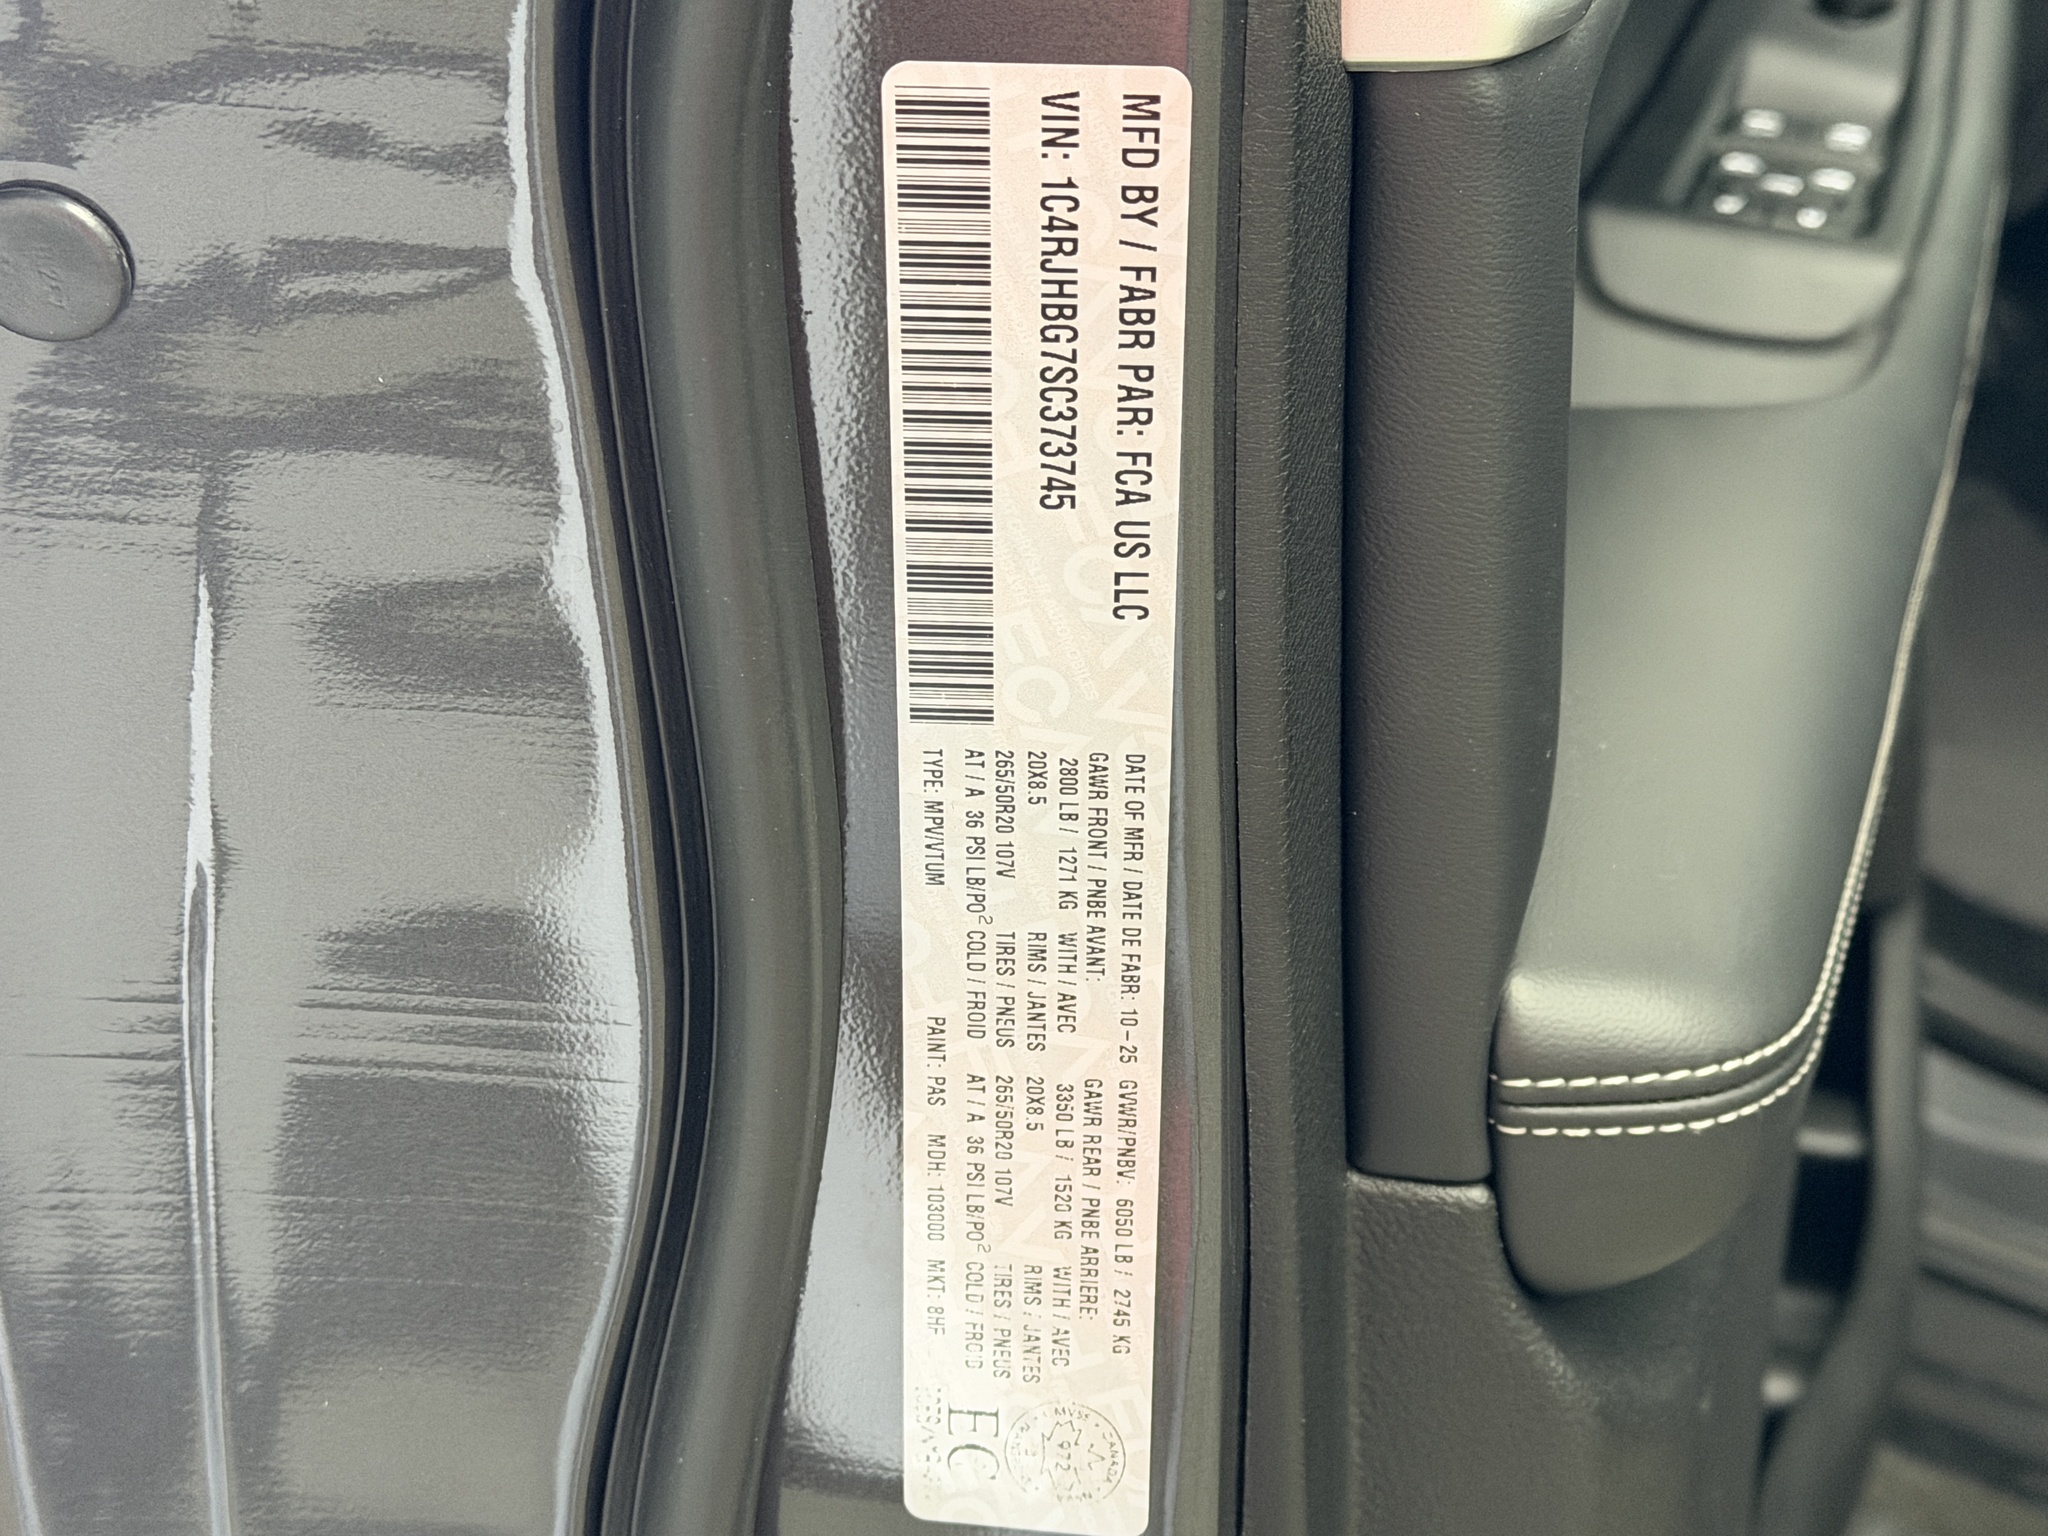 MFD BY / FABR PAR: FCA US LLC
VIN: 1C4RJHBG7SC373745
DATE OF MFR / DATE DE FABR: 10-25 GVWR/PNBV: 6050 LB / 2745 KG
GAWR FRONT / PNBE AVANT: GAWR REAR / PNBE ARRIERE:
2800 LB / 1271 KG WITH / AVEC 3350 LB / 1520 KG WITH / AVEC
20X8.5 RIMS / JANTES 20X8.5 RIMS / JANTES
265/50R20 107V TIRES / PNEUS 265/50R20 107V TIRES / PNEUS
AT / A 36 PSI LB/PO² COLD / FROID AT / A 36 PSI LB/PO² COLD / FROID
TYPE: MPV/VTUM PAINT: PAS MDH: 103000 MKT: 8HF
CANADA
972
EC